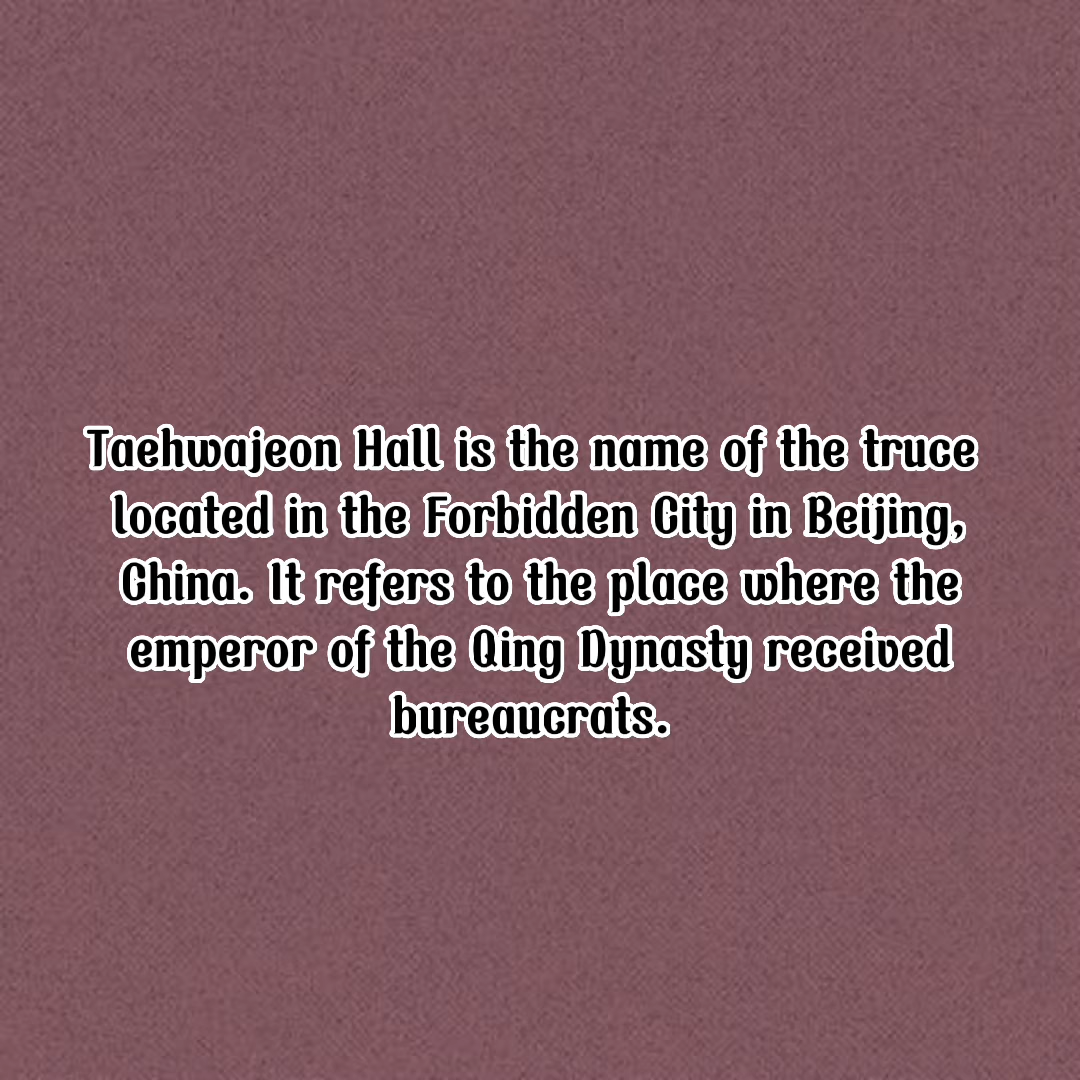 Taehwajeon Hall is the name of the truce
located in the Forbidden City in Beijing,
China. It refers to the place where the
emperor of the Qing Dynasty received
bureaucrats.